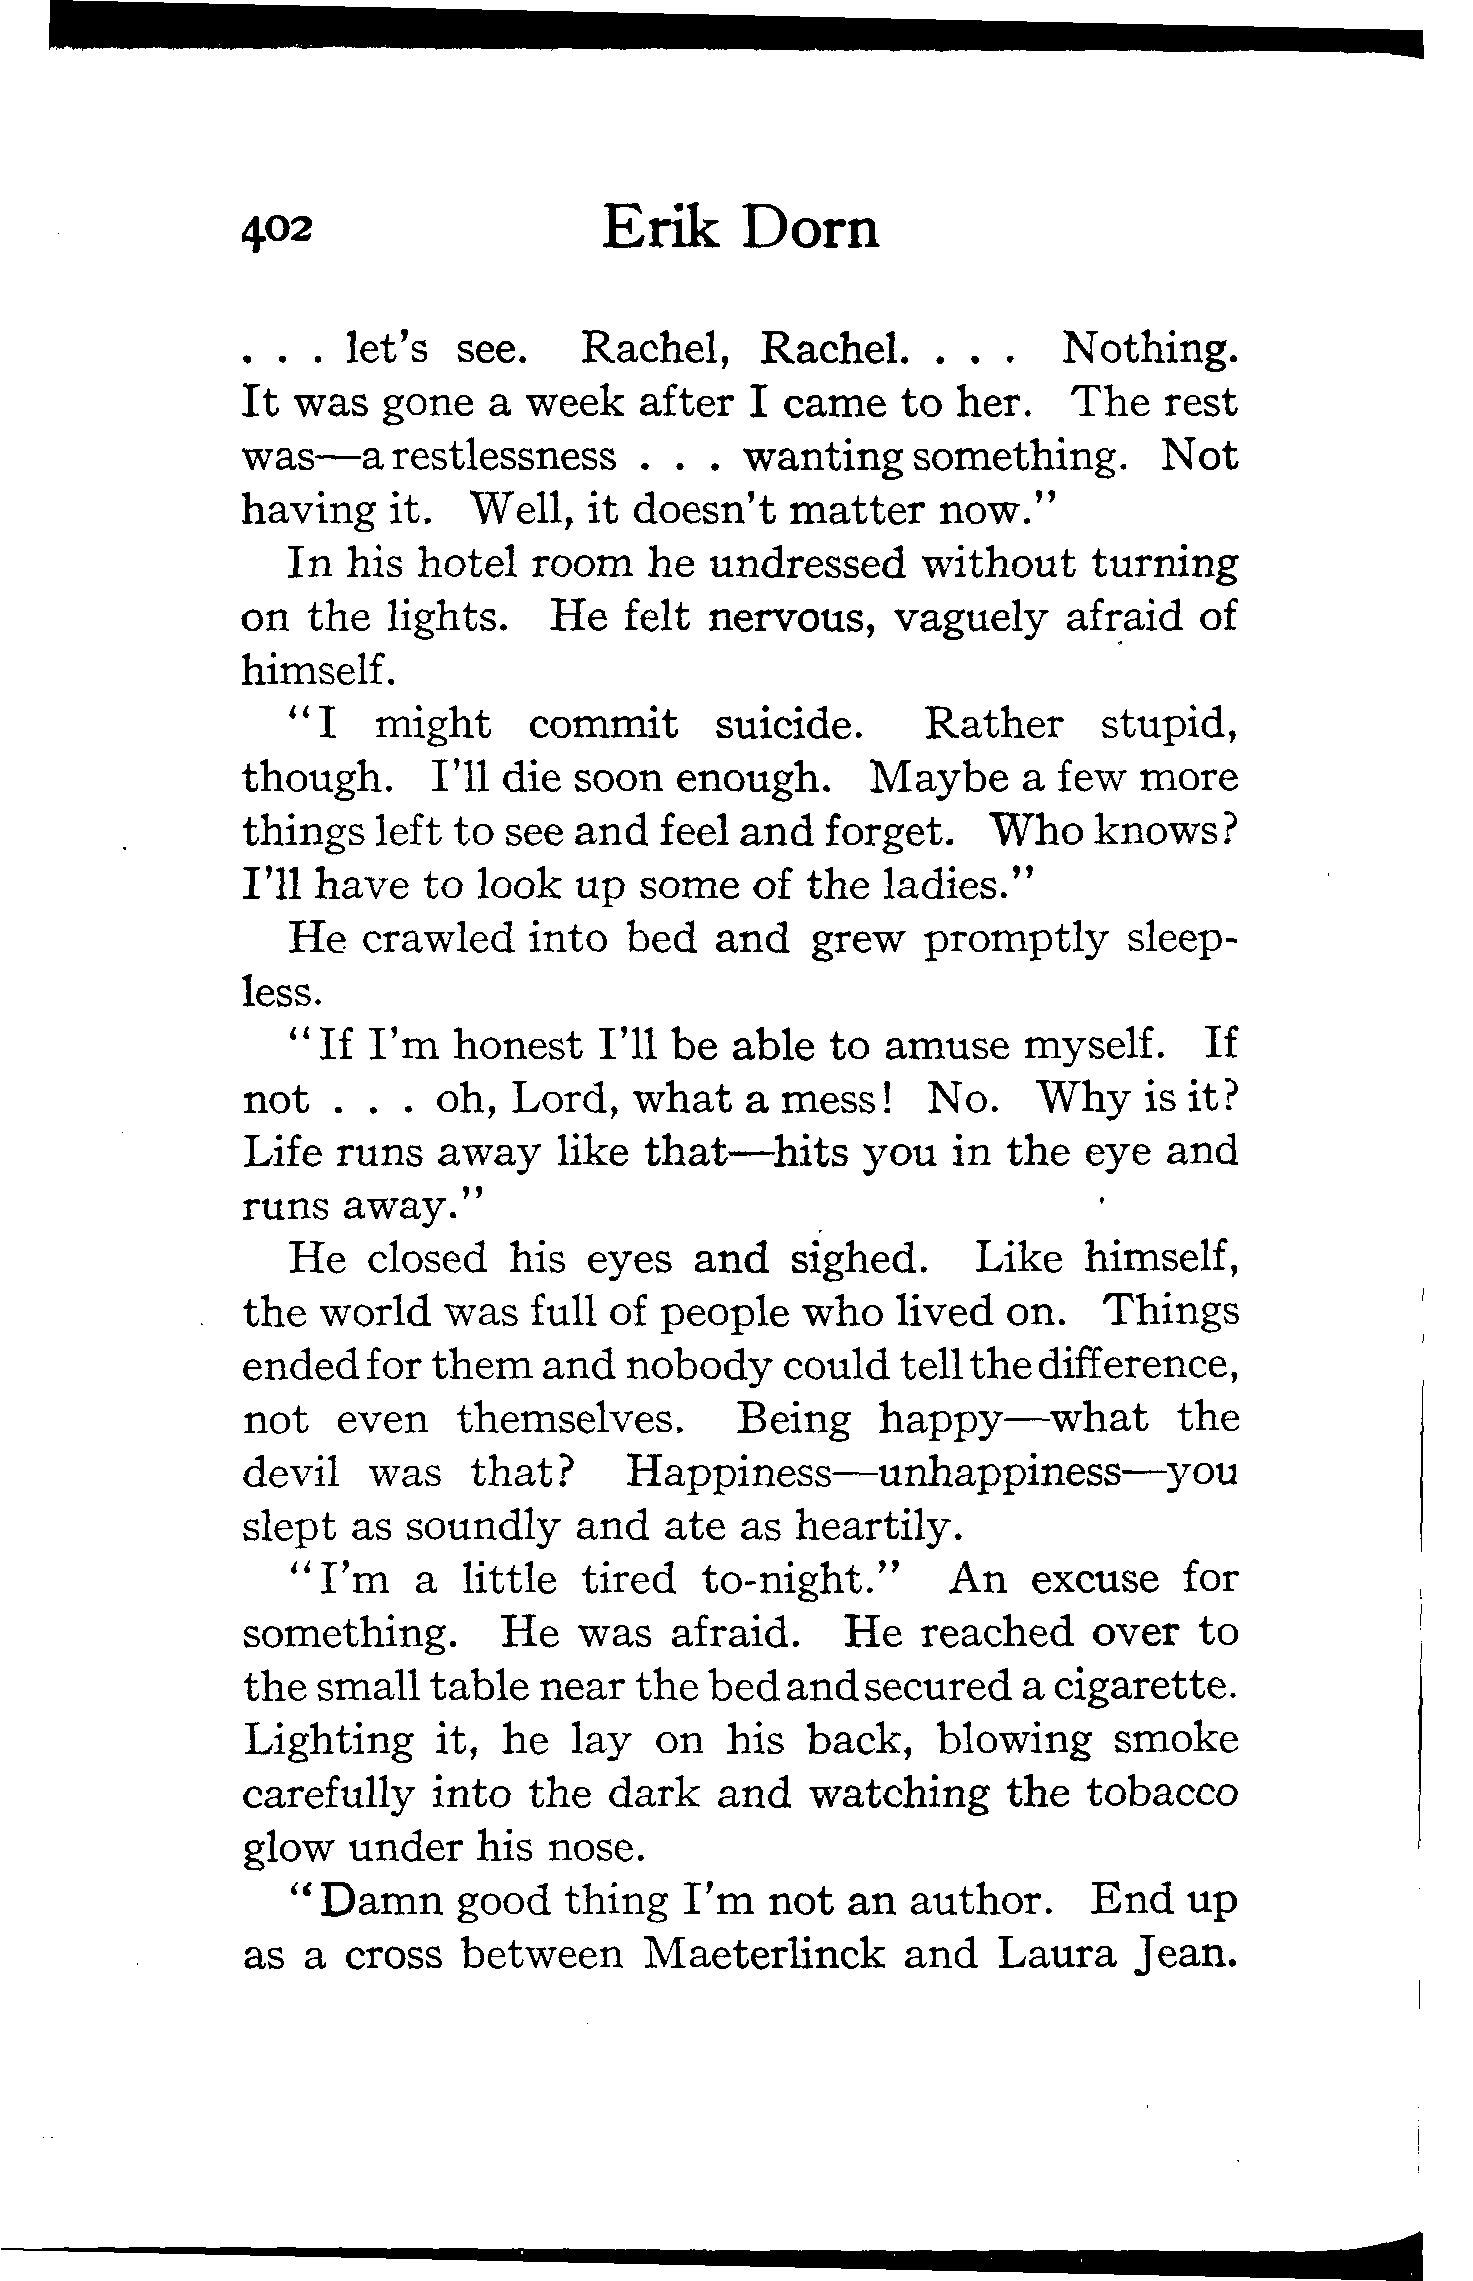 402 Erik Dorn
. . . let's see. Rachel, Rachel. . . . Nothing.
It was gone a week after I came to her. The rest
was—a restlessness . . . wanting something. Not
having it. Well, it doesn't matter now."
In his hotel room he undressed without turning
on the lights. He felt nervous, vaguely afraid of
himself.
"I might commit suicide. Rather stupid,
though. I'll die soon enough. Maybe a few more
things left to see and feel and forget. Who knows?
I'll have to look up some of the ladies."
He crawled into bed and grew promptly sleep-
less.
"If I'm honest I'll be able to amuse myself. If
not . . . oh, Lord, what a mess! No. Why is it?
Life runs away like that—hits you in the eye and
runs away."
He closed his eyes and sighed. Like himself,
the world was full of people who lived on. Things
ended for them and nobody could tell the difference,
not even themselves. Being happy—what the
devil was that? Happiness—unhappiness—you
slept as soundly and ate as heartily.
"I'm a little tired to-night." An excuse for
something. He was afraid. He reached over to
the small table near the bed and secured a cigarette.
Lighting it, he lay on his back, blowing smoke
carefully into the dark and watching the tobacco
glow under his nose.
"Damn good thing I'm not an author. End up
as a cross between Maeterlinck and Laura Jean.